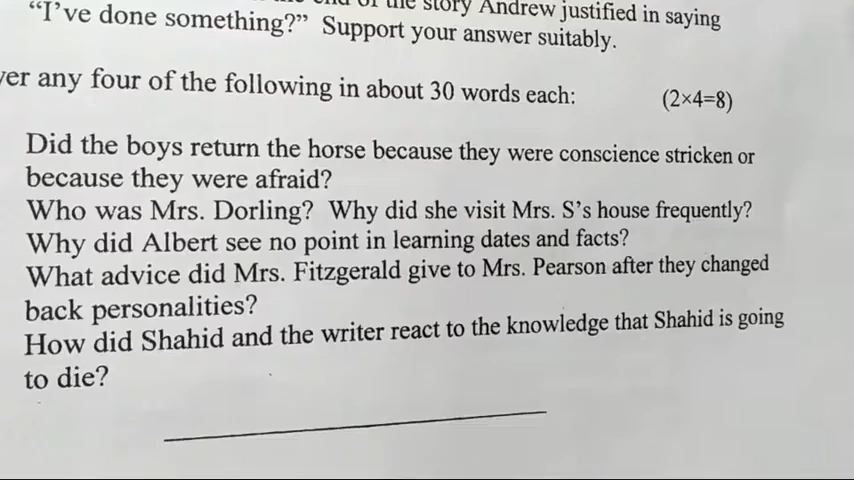 the story Andrew justified in saying
“I’ve done something?” Support your answer suitably.
any four of the following in about 30 words each: (2×4=8)
Did the boys return the horse because they were conscience stricken or
because they were afraid?
Who was Mrs. Dorling? Why did she visit Mrs. S’s house frequently?
Why did Albert see no point in learning dates and facts?
What advice did Mrs. Fitzgerald give to Mrs. Pearson after they changed
back personalities?
How did Shahid and the writer react to the knowledge that Shahid is going
to die?